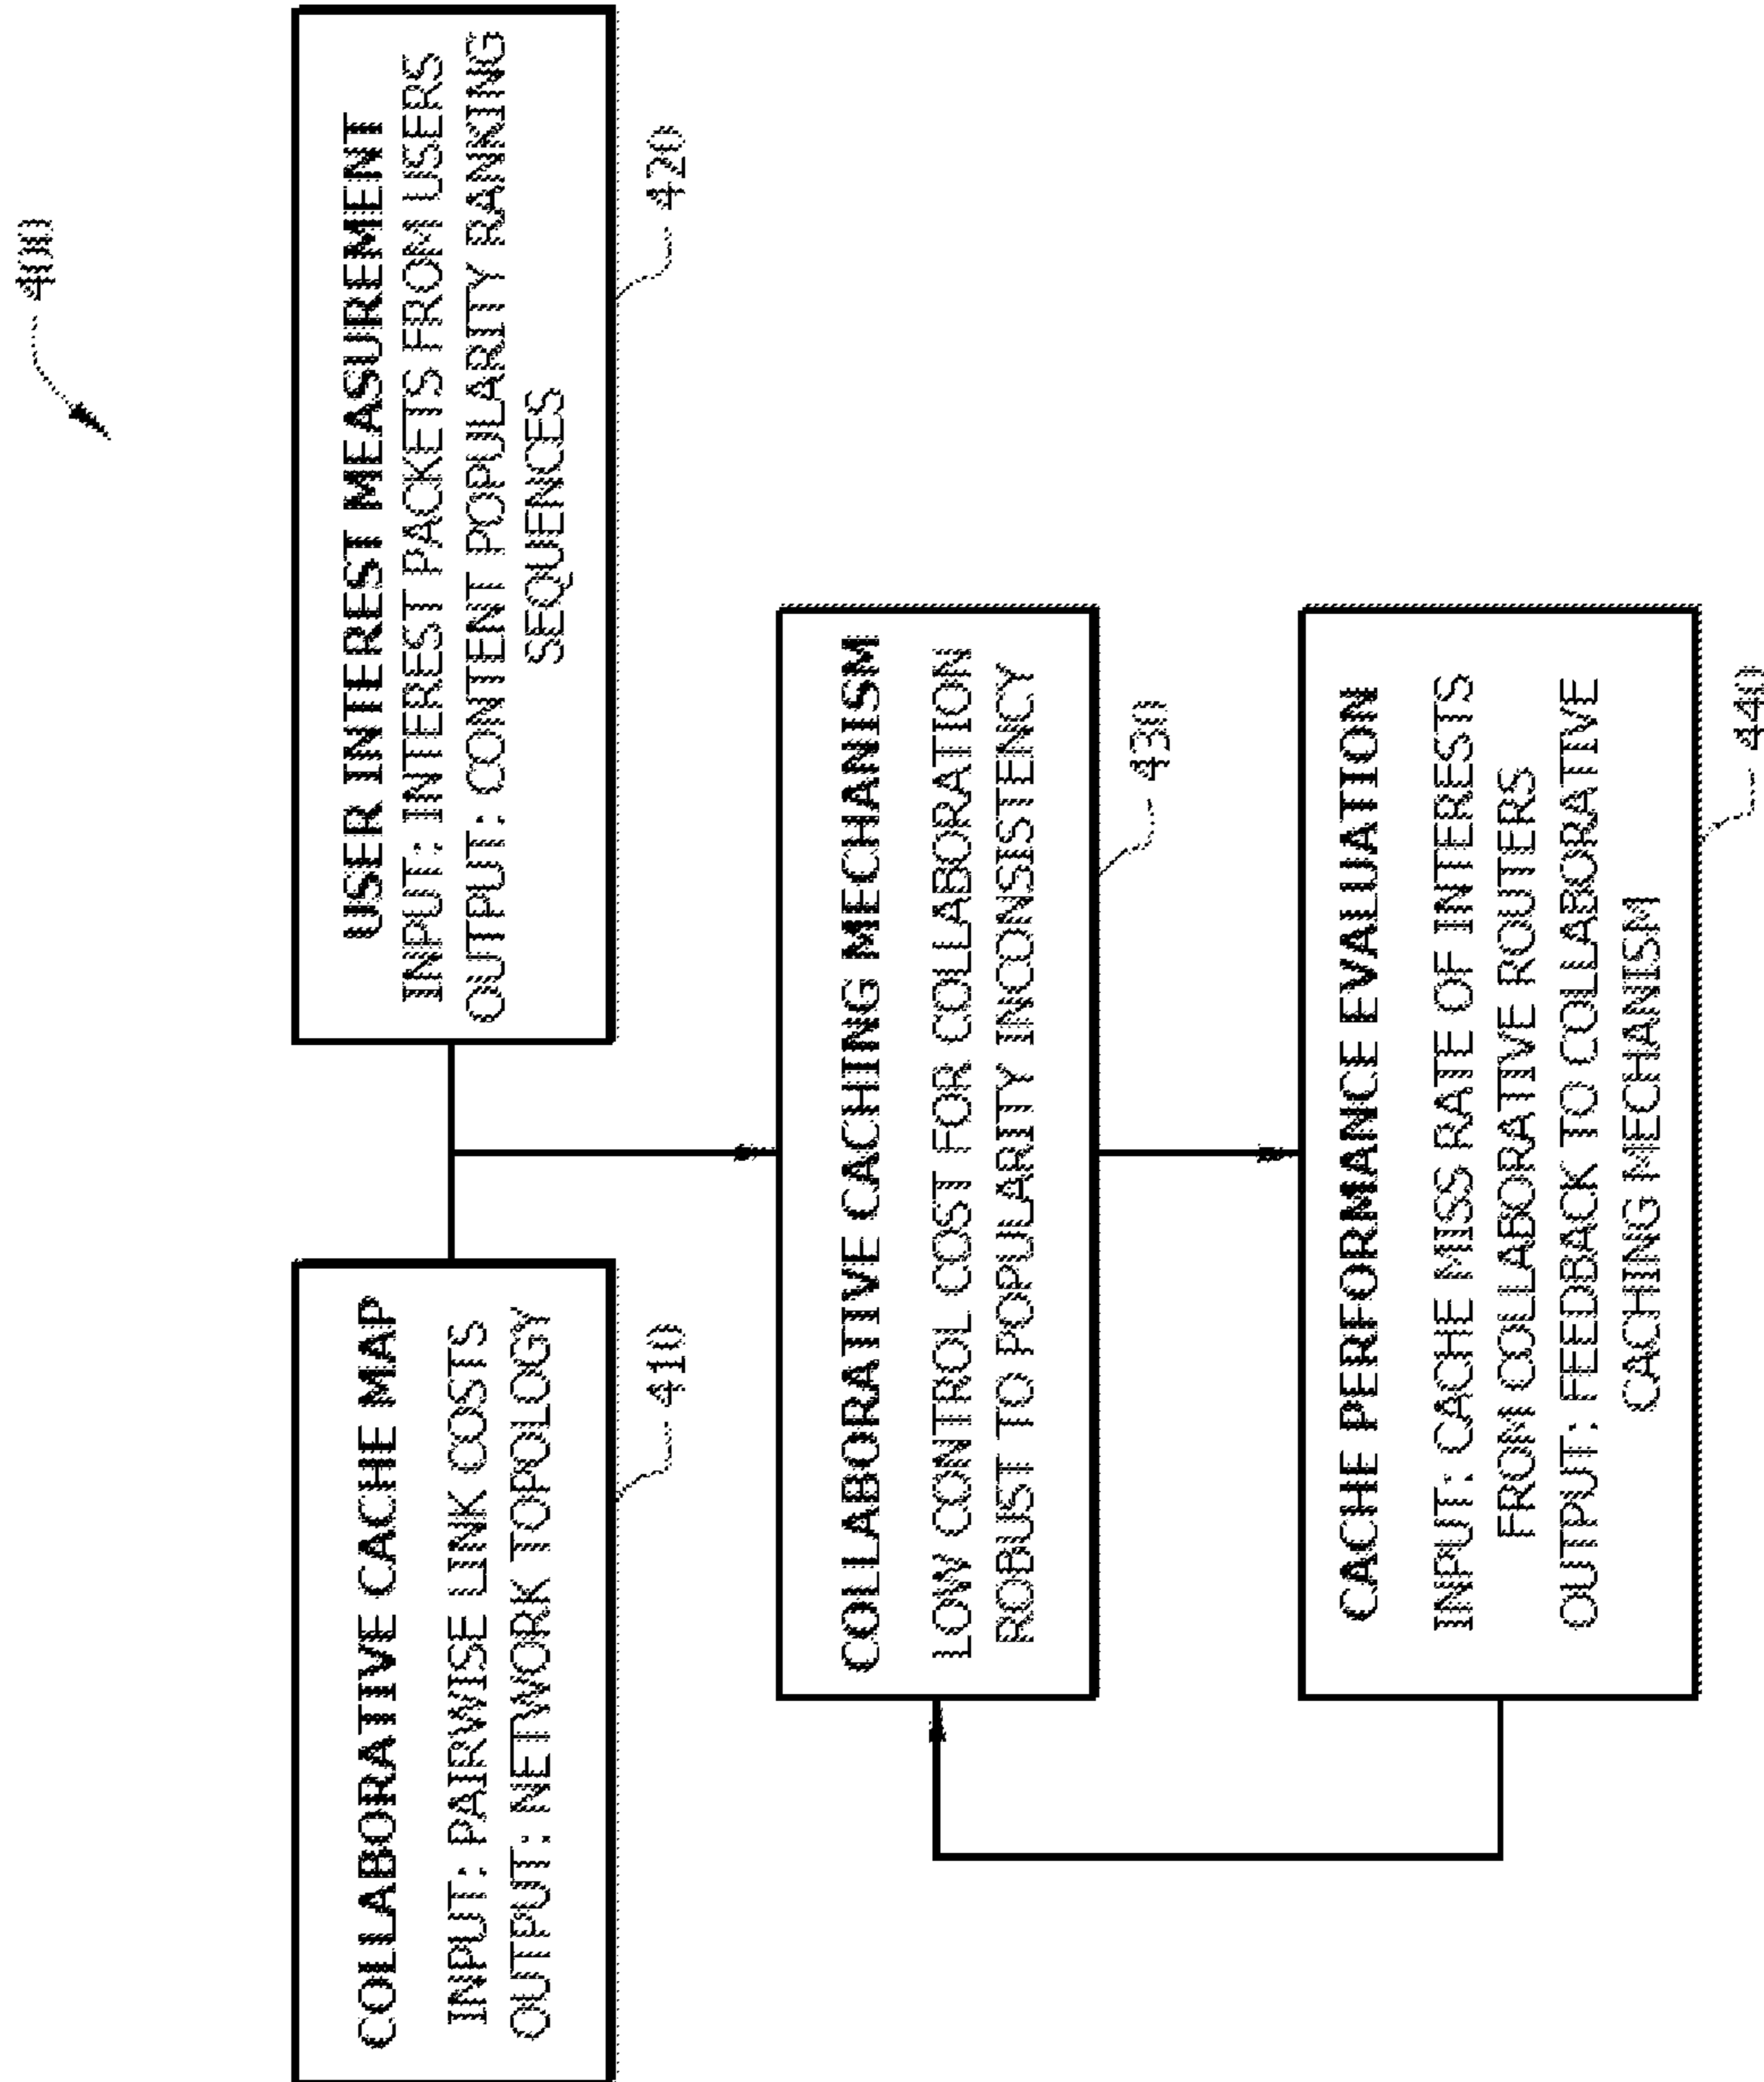 400
COLLABORATIVE CACHE MAP
INPUT: PAIRWISE LINK COSTS
OUTPUT: NETWORK TOPOLOGY
410
USER INTEREST MEASUREMENT
INPUT: INTEREST PACKETS FROM USERS
OUTPUT: CONTENT POPULARITY RANKING
SEQUENCES
420
COLLABORATIVE CACHING MECHANISM
LOW CONTROL COST FOR COLLABORATION
ROBUST TO POPULARITY INCONSISTENCY
430
CACHE PERFORMANCE EVALUATION
INPUT: CACHE MISS RATE OF INTERESTS
FROM COLLABORATIVE ROUTERS
OUTPUT: FEEDBACK TO COLLABORATIVE
CACHING MECHANISM
440